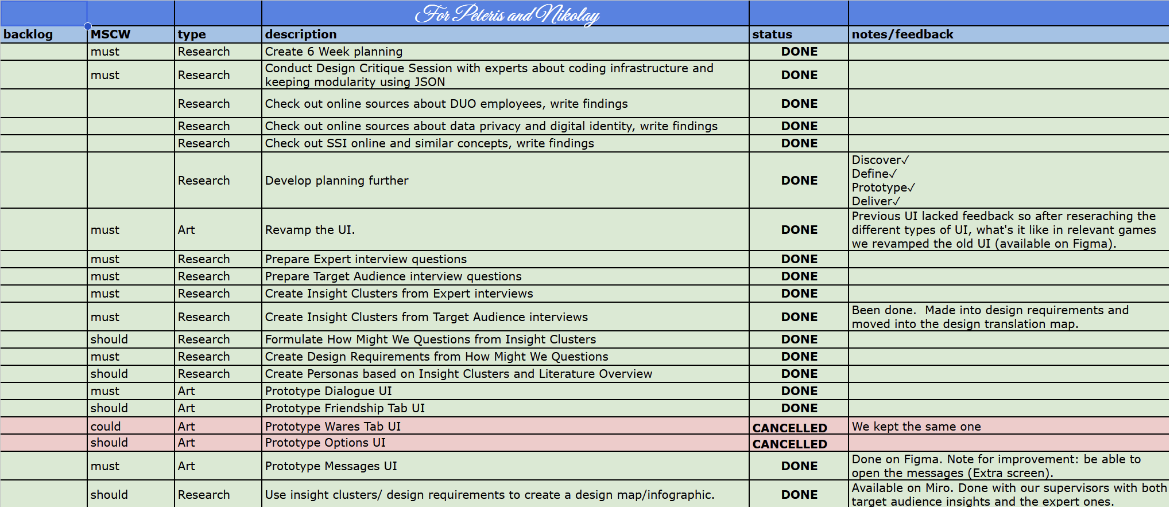 For Peteris and Nikolay
backlog MSCW type description status notes/feedback
must Research Create 6 Week planning DONE
must Research Conduct Design Critique Session with experts about coding infrastructure and
keeping modularity using JSON DONE
Research Check out online sources about DUO employees, write findings DONE
Research Check out online sources about data privacy and digital identity, write findings DONE
Research Check out SSI online and similar concepts, write findings DONE
Research Develop planning further DONE Discover✓
Define✓
Prototype✓
Deliver✓
must Art Revamp the UI. DONE Previous UI lacked feedback so after reseraching the
different types of UI, what's it like in relevant games
we revamped the old UI (available on Figma).
must Research Prepare Expert interview questions DONE
must Research Prepare Target Audience interview questions DONE
must Research Create Insight Clusters from Expert interviews DONE
must Research Create Insight Clusters from Target Audience interviews DONE Been done.  Made into design requirements and
moved into the design translation map.
should Research Formulate How Might We Questions from Insight Clusters DONE
must Research Create Design Requirements from How Might We Questions DONE
should Research Create Personas based on Insight Clusters and Literature Overview DONE
must Art Prototype Dialogue UI DONE
should Art Prototype Friendship Tab UI DONE
could Art Prototype Wares Tab UI CANCELLED We kept the same one
should Art Prototype Options UI CANCELLED
must Art Prototype Messages UI DONE Done on Figma. Note for improvement: be able to
open the messages (Extra screen).
should Research Use insight clusters/ design requirements to create a design map/infographic. DONE Available on Miro. Done with our supervisors with both
target audience insights and the expert ones.